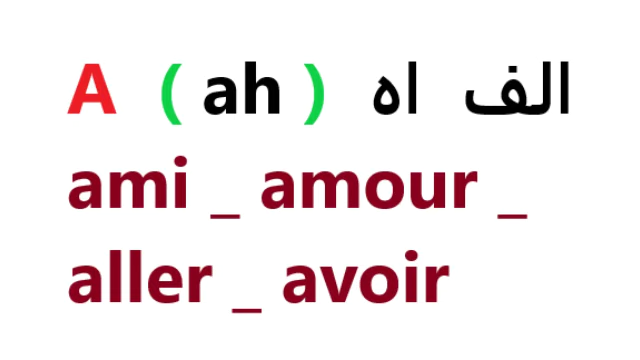 A ( ah ) الف اه
ami _ amour _
aller _ avoir